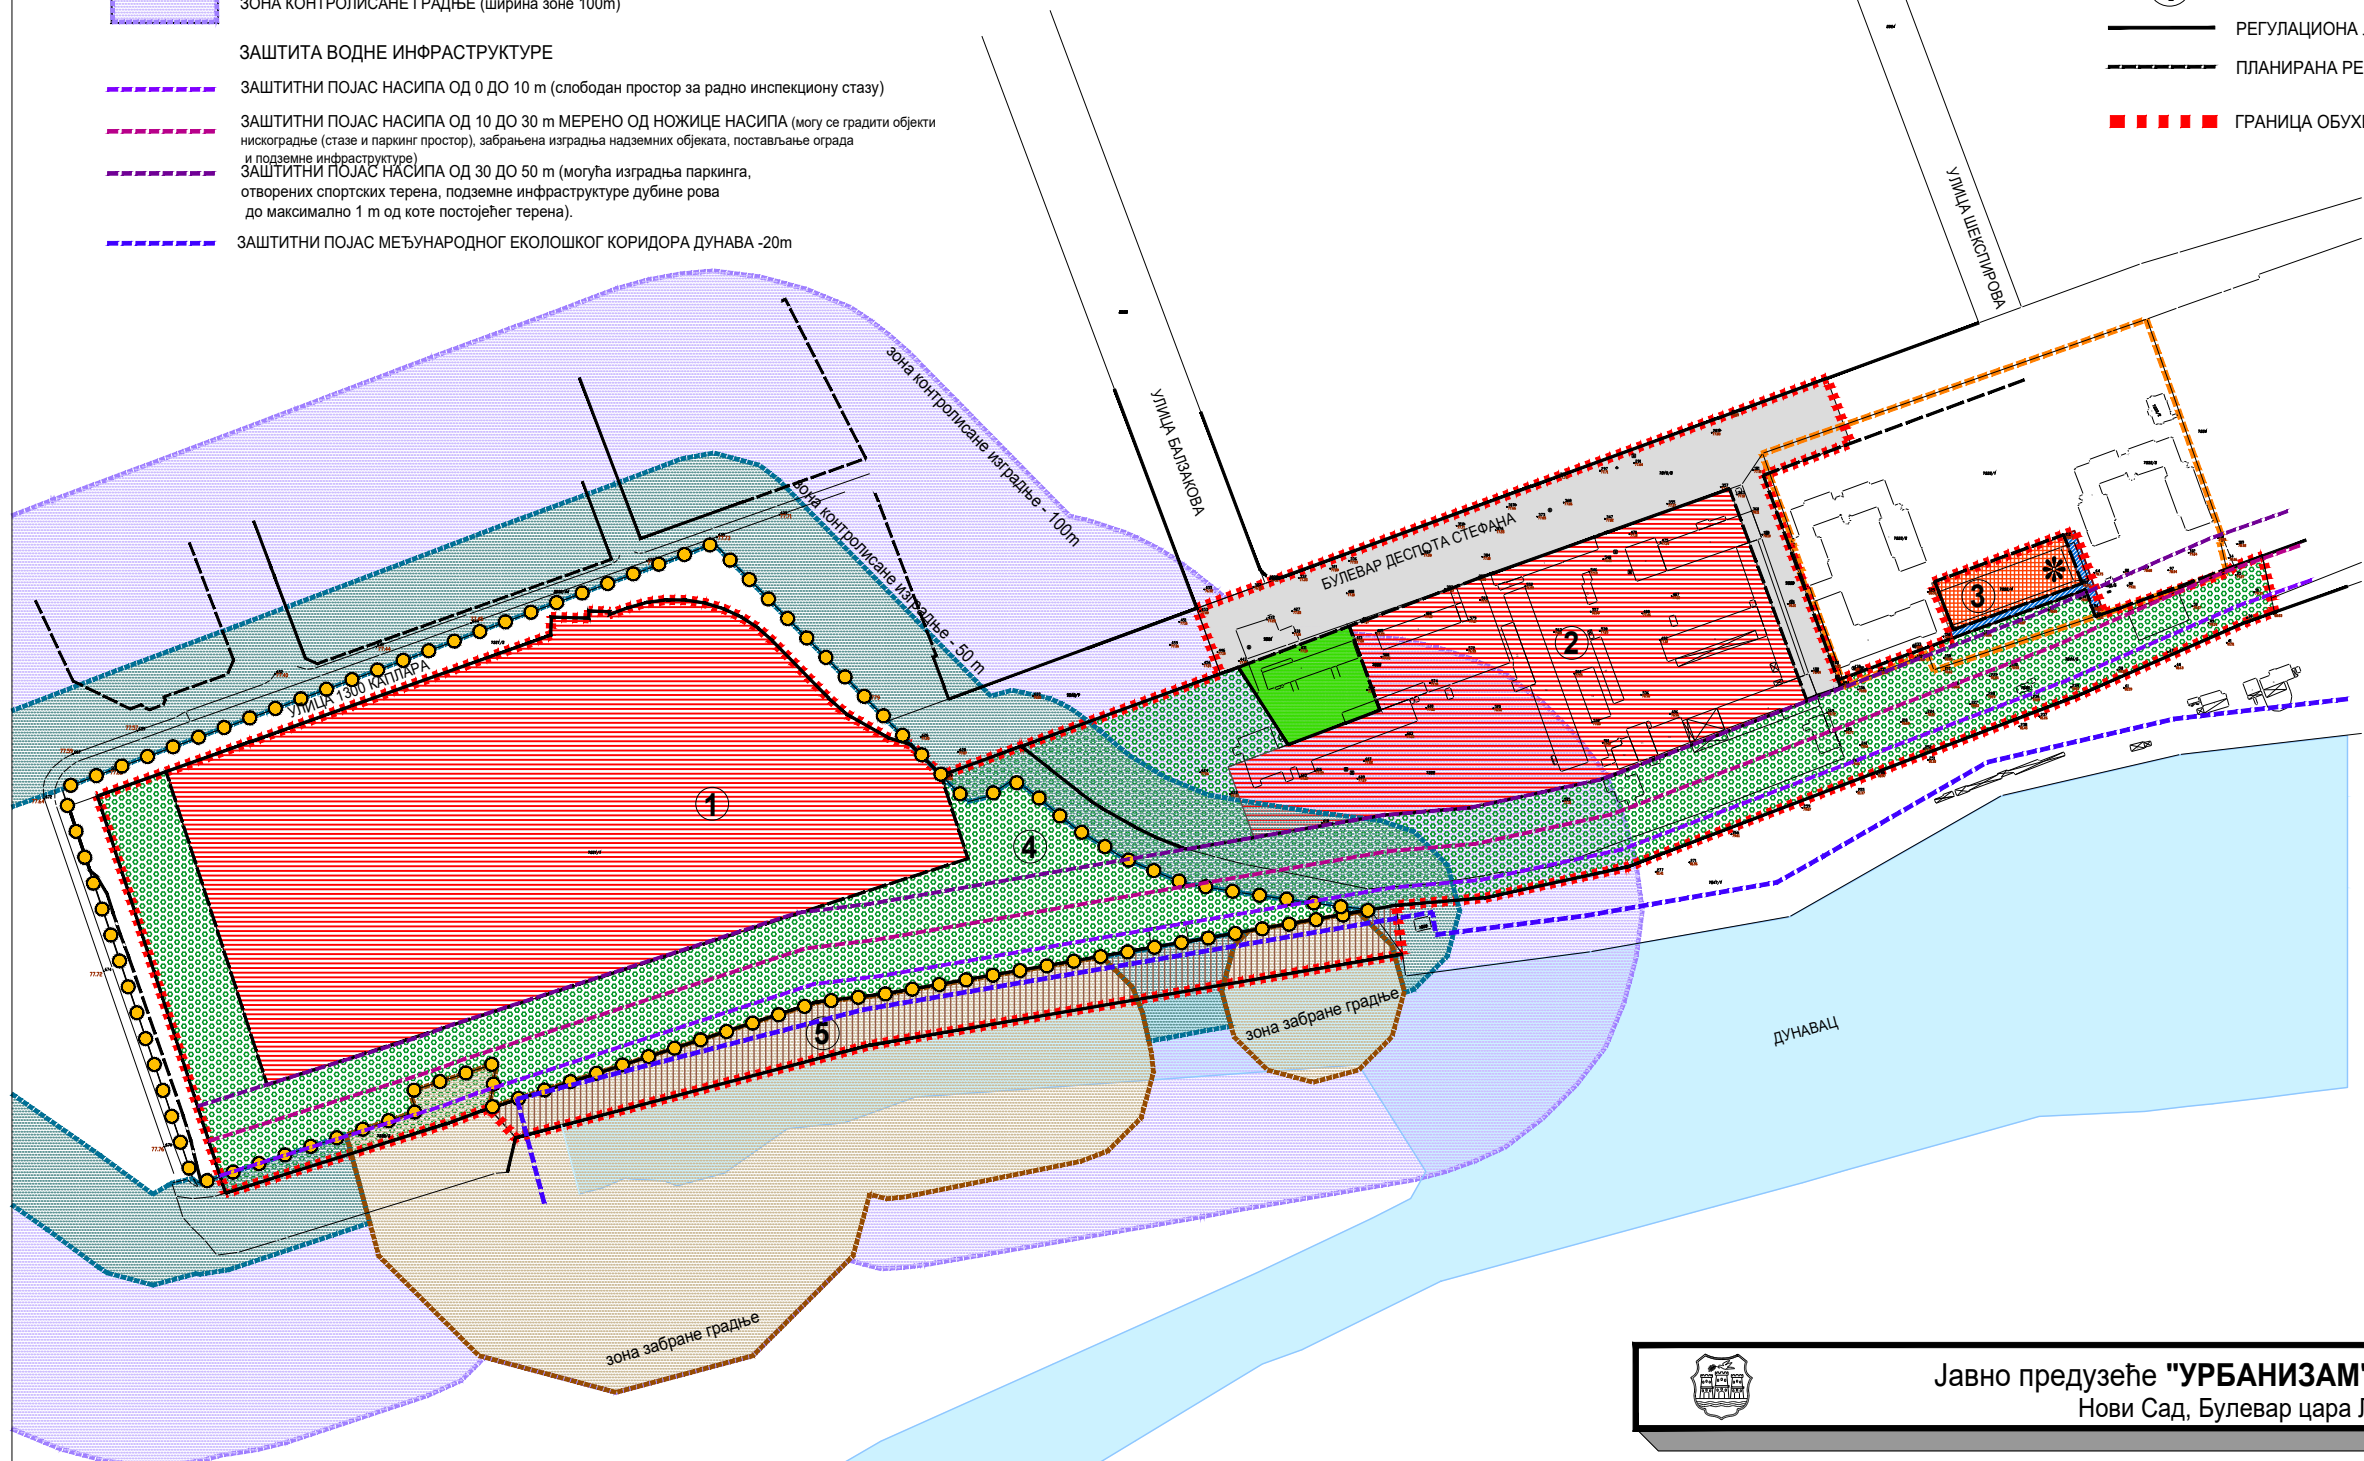 ЗОНА КОНТРОЛИСАНЕ ГРАДЊЕ (ширина зоне 100m)
ЗАШТИТА ВОДНЕ ИНФРАСТРУКТУРЕ
ЗАШТИТНИ ПОЈАС НАСИПА ОД 0 ДО 10 m (слободан простор за радно инспекциону стазу)
ЗАШТИТНИ ПОЈАС НАСИПА ОД 10 ДО 30 m МЕРЕНО ОД НОЖИЦЕ НАСИПА (могу се градити објекти
нискоградње (стазе и паркинг простор), забрањена изградња надземних објеката, постављање ограда
и подземне инфраструктуре)
ЗАШТИТНИ ПОЈАС НАСИПА ОД 30 ДО 50 m (могућа изградња паркинга,
отворених спортских терена, подземне инфраструктуре дубине рова
до максимално 1 m од коте постојећег терена).
ЗАШТИТНИ ПОЈАС МЕЂУНАРОДНОГ ЕКОЛОШКОГ КОРИДОРА ДУНАВА -20m
РЕГУЛАЦИОНА
ПЛАНИРАНА РЕ
ГРАНИЦА ОБУХ
УЛИЦА ШЕКСПИРОВА
УЛИЦА БАЛЗАКОВА
зона контролисане изградње - 100m
зона контролисане изградње - 50 m
БУЛЕВАР ДЕСПОТА СТЕФАНА
УЛИЦА 1300 КАПЛАРА
1
2
3
4
5
зона забране градње
зона забране градње
ДУНАВАЦ
Јавно предузеће "УРБАНИЗАМ"
Нови Сад, Булевар цара